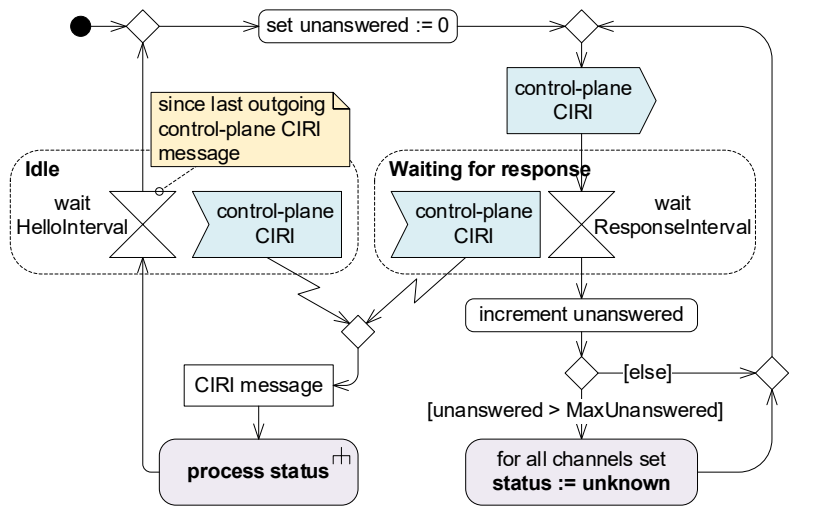 set unanswered := 0
control-plane
CIRI
since last outgoing
control-plane CIRI
message
Idle
wait
HelloInterval
control-plane
CIRI
Waiting for response
control-plane
CIRI
wait
ResponseInterval
increment unanswered
[else]
CIRI message
[unanswered > MaxUnanswered]
process status
for all channels set
status := unknown